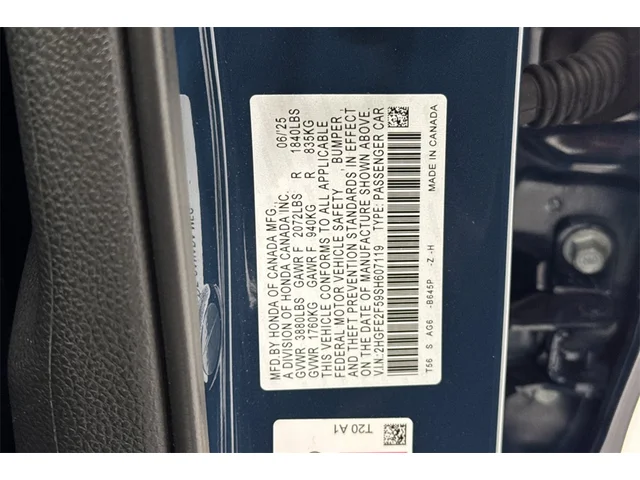 MFD.BY HONDA OF CANADA MFG.,
A DIVISION OF HONDA CANADA INC. 06/'25
GVWR 3880LBS GAWR F 2072LBS R 1840LBS
GVWR 1760KG GAWR F 940KG R 835KG
THIS VEHICLE CONFORMS TO ALL APPLICABLE
FEDERAL MOTOR VEHICLE SAFETY , BUMPER ,
AND THEFT PREVENTION STANDARDS IN EFFECT
ON THE DATE OF MANUFACTURE SHOWN ABOVE.
V.I.N:2HGFE2F59SH607119 TYPE:PASSENGER CAR
T56 S AG6 -B645P -Z -H MADE IN CANADA
T20 A1